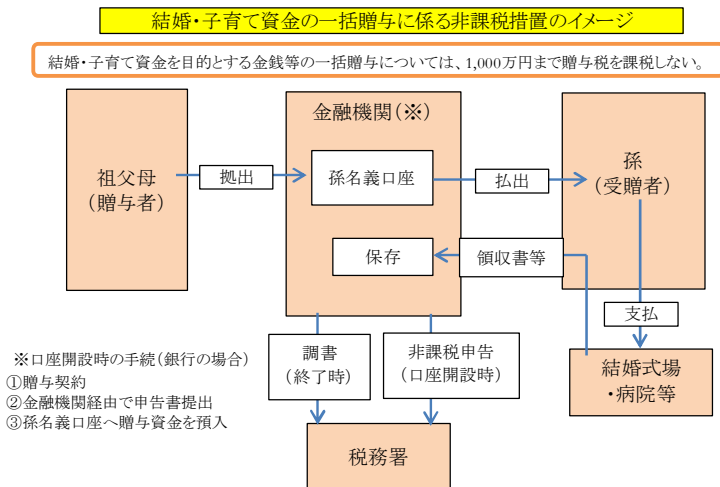 結婚・子育て資金の一括贈与に係る非課税措置のイメージ
結婚・子育て資金を目的とする金銭等の一括贈与については、1,000万円まで贈与税を課税しない。
祖父母
(贈与者)
拠出
金融機関(※)
孫名義口座
払出
孫
(受贈者)
保存
領収書等
支払
結婚式場
・病院等
調書
(終了時)
非課税申告
(口座開設時)
税務署
※口座開設時の手続(銀行の場合)
①贈与契約
②金融機関経由で申告書提出
③孫名義口座へ贈与資金を預入